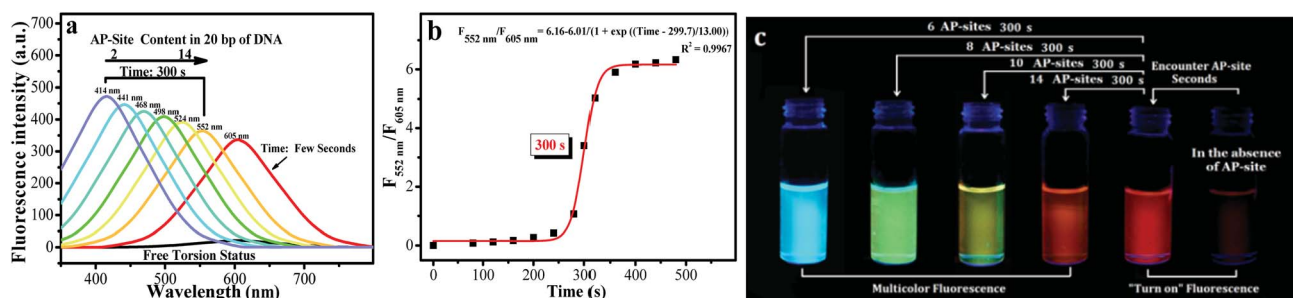 a
AP-Site Content in 20 bp of DNA
2 14
Time: 300 s
414 nm
441 nm
468 nm
498 nm
524 nm
552 nm
605 nm
Time: Few Seconds
Free Torsion Status
Fluorescence intensity (a.u.)
700
600
500
400
300
200
100
0
400 500 600 700
Wavelength (nm)
b
F552 nm/F605 nm = 6.16-6.01/(1 + exp ((Time - 299.7)/13.00))
R² = 0.9967
300 s
F 552 nm/F 605 nm
8
6
4
2
0
0 100 200 300 400 500 600
Time (s)
c
6 AP-sites 300 s
8 AP-sites 300 s
10 AP-sites 300 s
14 AP-sites 300 s
Encounter AP-site
Seconds
In the absence
of AP-site
Multicolor Fluorescence
"Turn on" Fluorescence